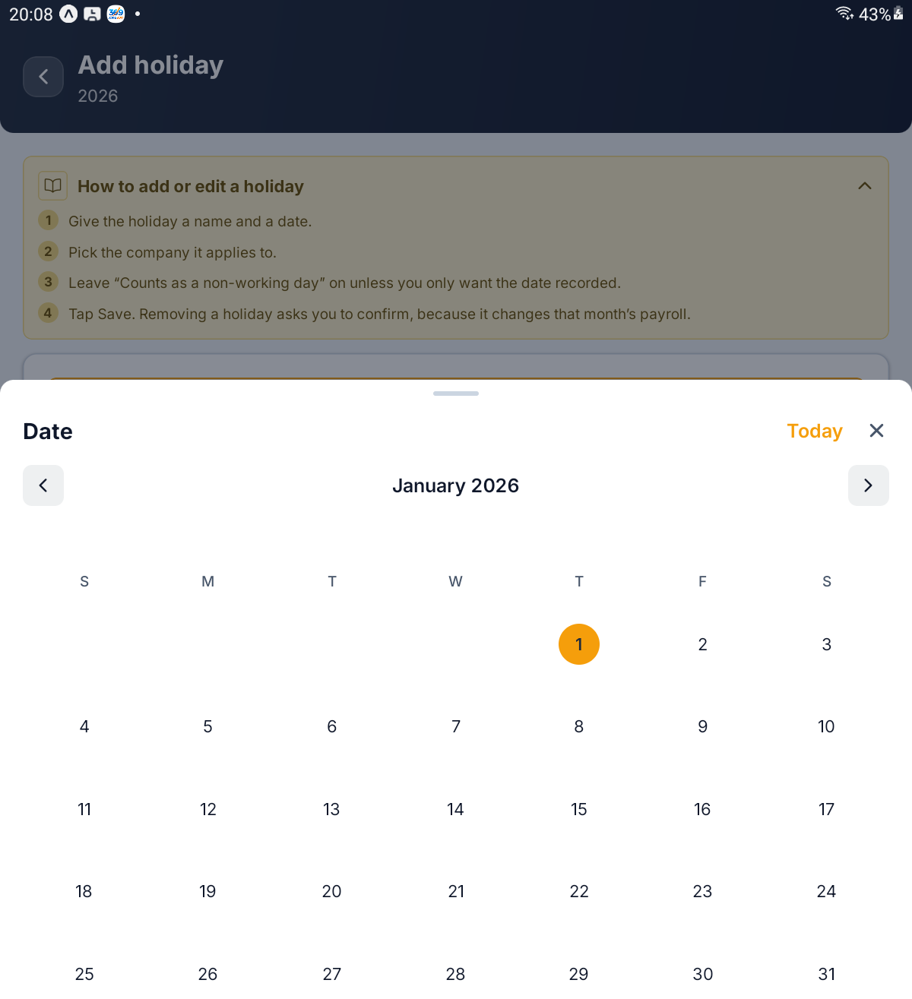 20:08
369
43%
Add holiday
2026
How to add or edit a holiday
1 Give the holiday a name and a date.
2 Pick the company it applies to.
3 Leave “Counts as a non-working day” on unless you only want the date recorded.
4 Tap Save. Removing a holiday asks you to confirm, because it changes that month’s payroll.
Date
Today
January 2026
S M T W T F S
1 2 3
4 5 6 7 8 9 10
11 12 13 14 15 16 17
18 19 20 21 22 23 24
25 26 27 28 29 30 31